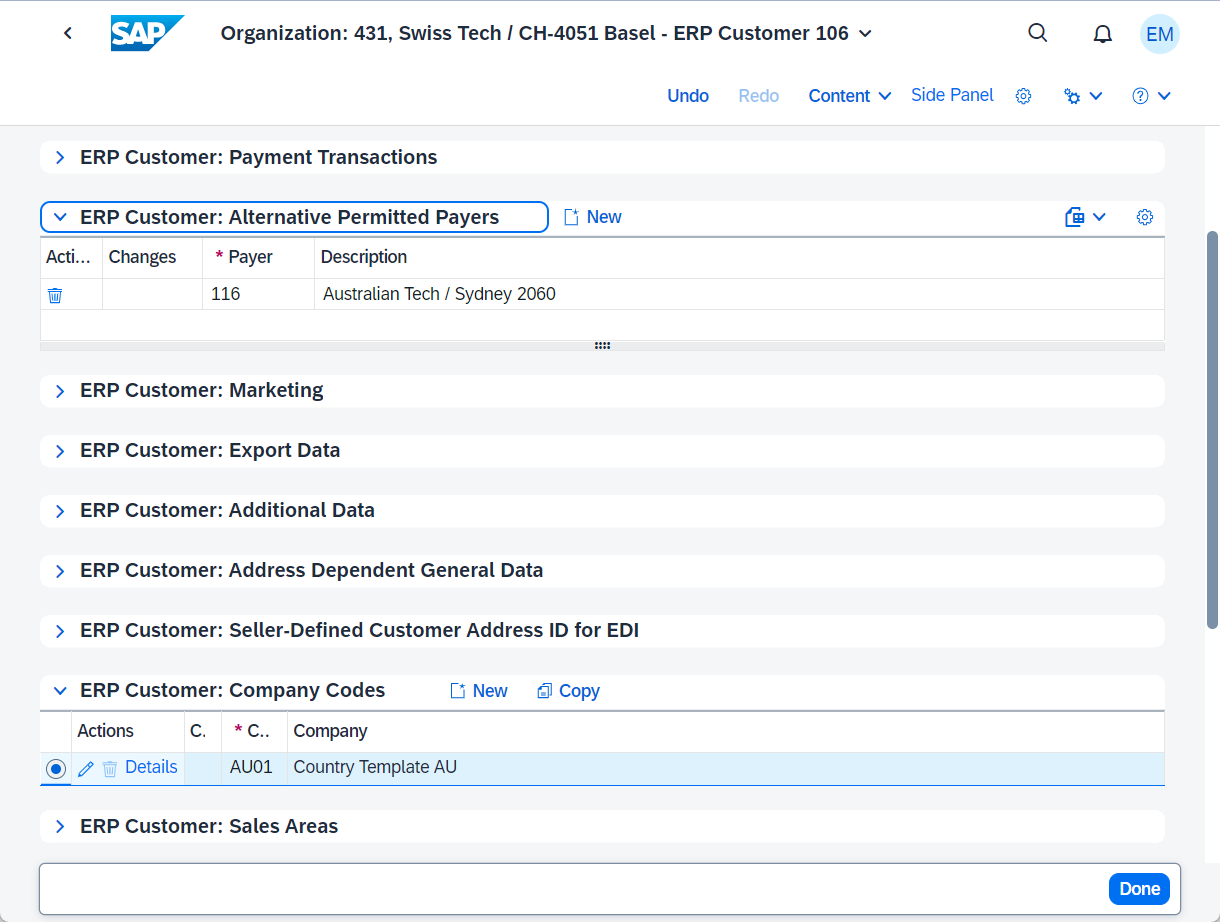 SAP Organization: 431, Swiss Tech / CH-4051 Basel - ERP Customer 106 EM
Undo Redo Content Side Panel
ERP Customer: Payment Transactions
ERP Customer: Alternative Permitted Payers New
Acti... Changes * Payer Description
116 Australian Tech / Sydney 2060
ERP Customer: Marketing
ERP Customer: Export Data
ERP Customer: Additional Data
ERP Customer: Address Dependent General Data
ERP Customer: Seller-Defined Customer Address ID for EDI
ERP Customer: Company Codes New Copy
Actions C. * C.. Company
Details AU01 Country Template AU
ERP Customer: Sales Areas
Done